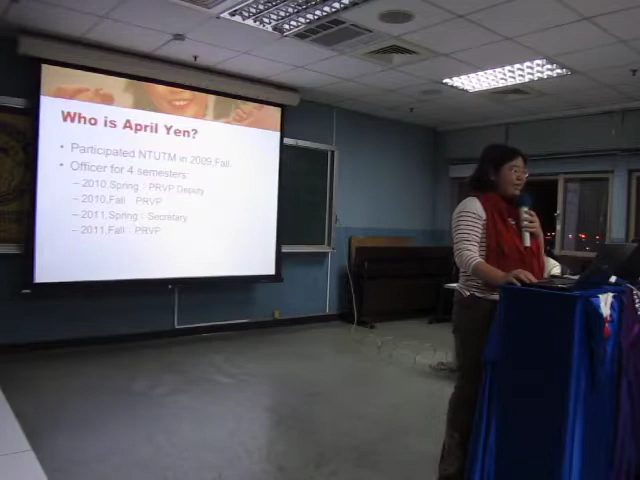 Who is April Yen?
• Participated NTUTM in 2009,Fall
• Officer for 4 semesters:
– 2010,Spring : PRVP Deputy
– 2010,Fall : PRVP
– 2011,Spring : Secretary
– 2011,Fall : PRVP